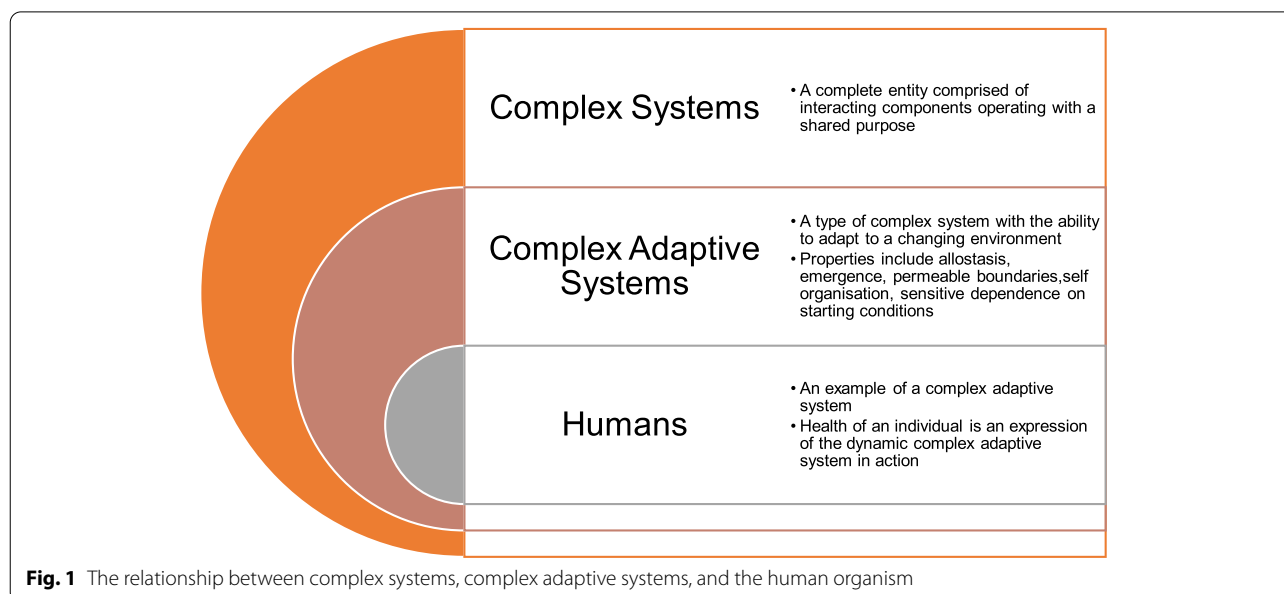 Complex Systems
• A complete entity comprised of
interacting components operating with a
shared purpose
Complex Adaptive
Systems
• A type of complex system with the ability
to adapt to a changing environment
• Properties include allostasis,
emergence, permeable boundaries,self
organisation, sensitive dependence on
starting conditions
Humans
• An example of a complex adaptive
system
• Health of an individual is an expression
of the dynamic complex adaptive
system in action
Fig. 1 The relationship between complex systems, complex adaptive systems, and the human organism